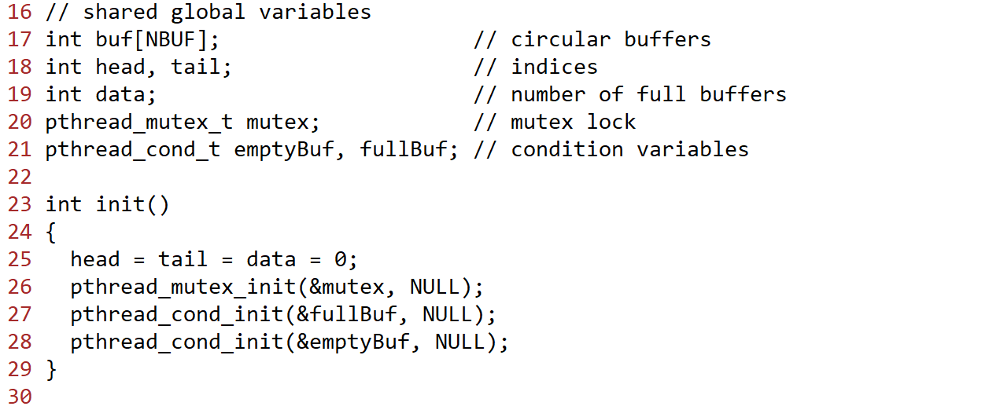 16 // shared global variables
17 int buf[NBUF];                    // circular buffers
18 int head, tail;                   // indices
19 int data;                         // number of full buffers
20 pthread_mutex_t mutex;            // mutex lock
21 pthread_cond_t emptyBuf, fullBuf; // condition variables
22
23 int init()
24 {
25   head = tail = data = 0;
26   pthread_mutex_init(&mutex, NULL);
27   pthread_cond_init(&fullBuf, NULL);
28   pthread_cond_init(&emptyBuf, NULL);
29 }
30